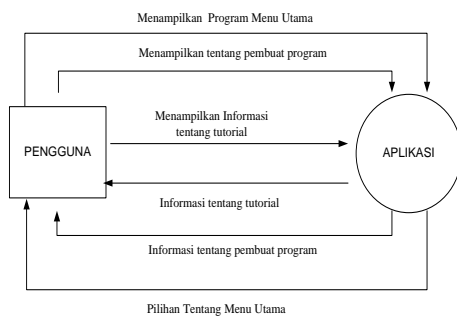 Menampilkan Program Menu Utama
Menampilkan tentang pembuat program
Menampilkan Informasi
tentang tutorial
PENGGUNA
APLIKASI
Informasi tentang tutorial
Informasi tentang pembuat program
Pilihan Tentang Menu Utama